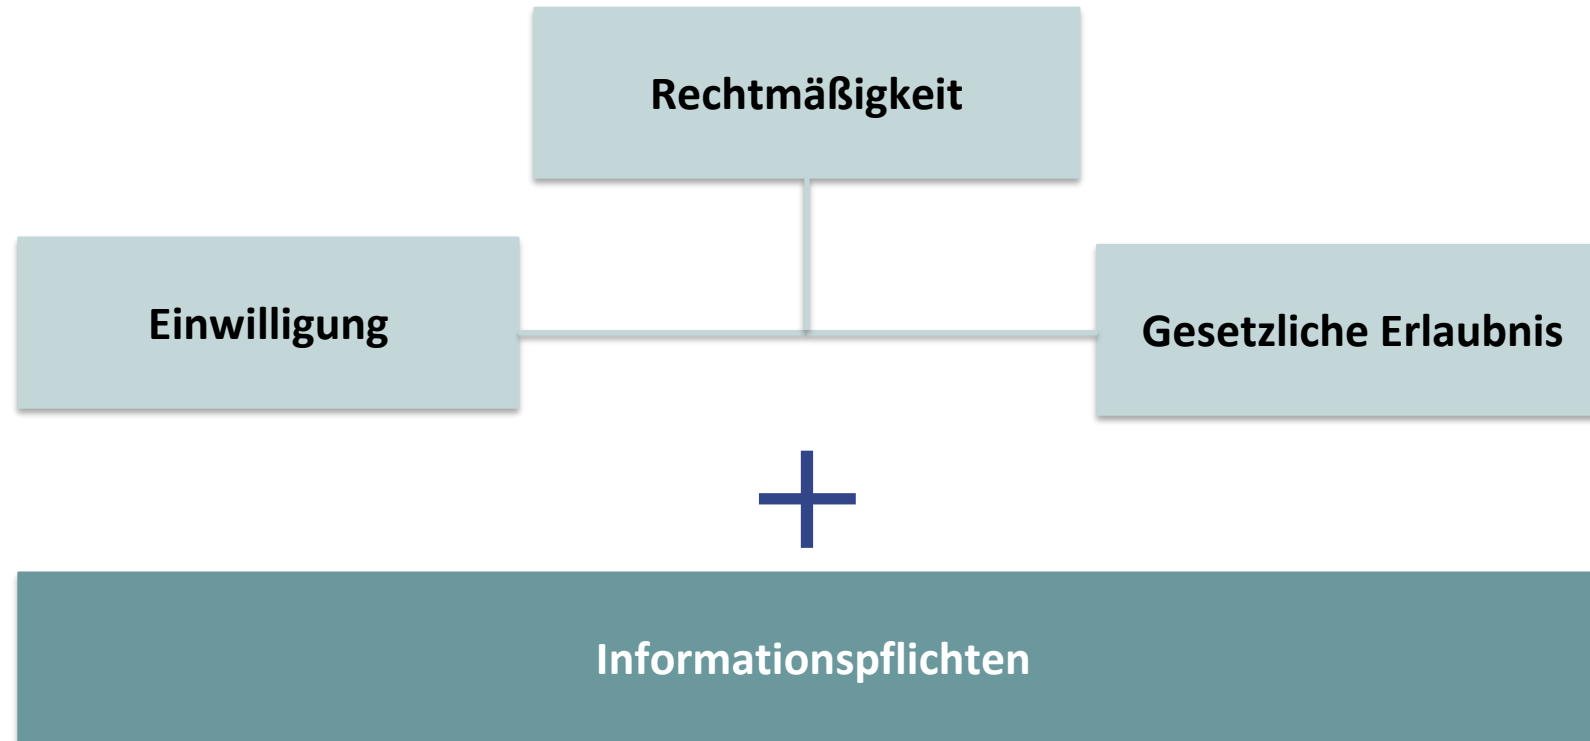 Rechtmäßigkeit
Einwilligung
Gesetzliche Erlaubnis
Informationspflichten